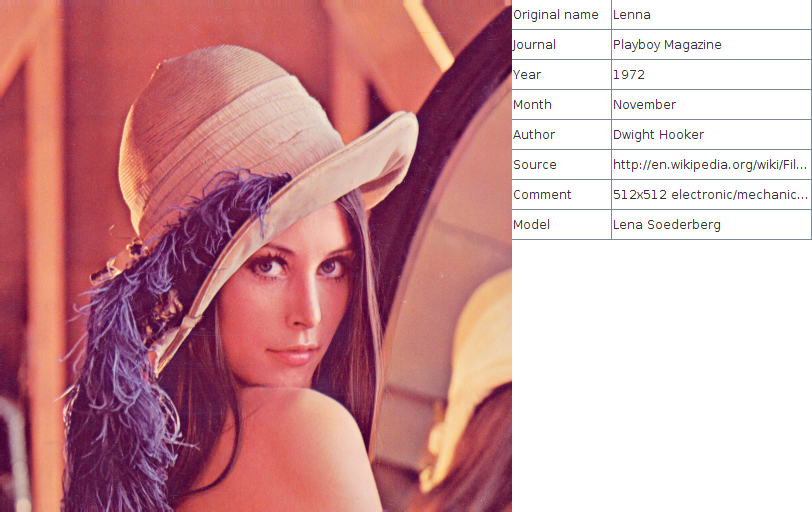 Original name Lenna
Journal Playboy Magazine
Year 1972
Month November
Author Dwight Hooker
Source http://en.wikipedia.org/wiki/Fil...
Comment 512x512 electronic/mechanic...
Model Lena Soederberg